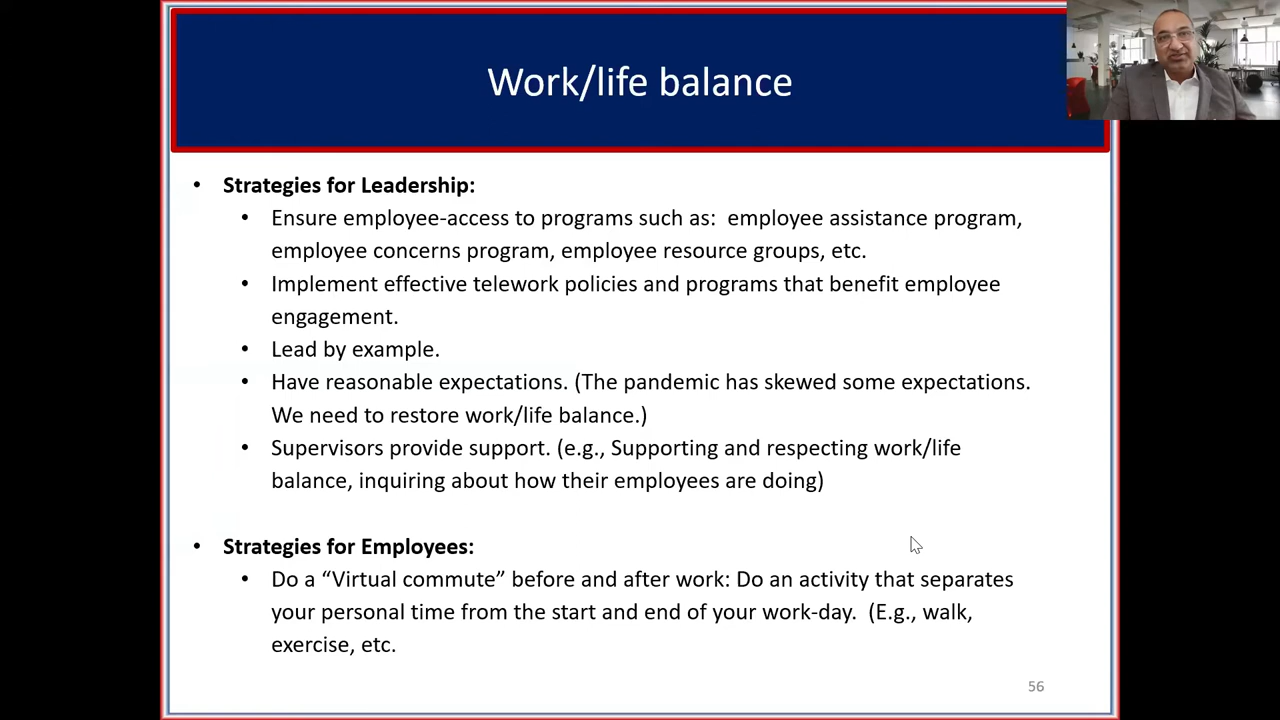 Work/life balance
• Strategies for Leadership:
• Ensure employee-access to programs such as:  employee assistance program,
employee concerns program, employee resource groups, etc.
• Implement effective telework policies and programs that benefit employee
engagement.
• Lead by example.
• Have reasonable expectations. (The pandemic has skewed some expectations.
We need to restore work/life balance.)
• Supervisors provide support. (e.g., Supporting and respecting work/life
balance, inquiring about how their employees are doing)
• Strategies for Employees:
• Do a “Virtual commute” before and after work: Do an activity that separates
your personal time from the start and end of your work-day.  (E.g., walk,
exercise, etc.
56